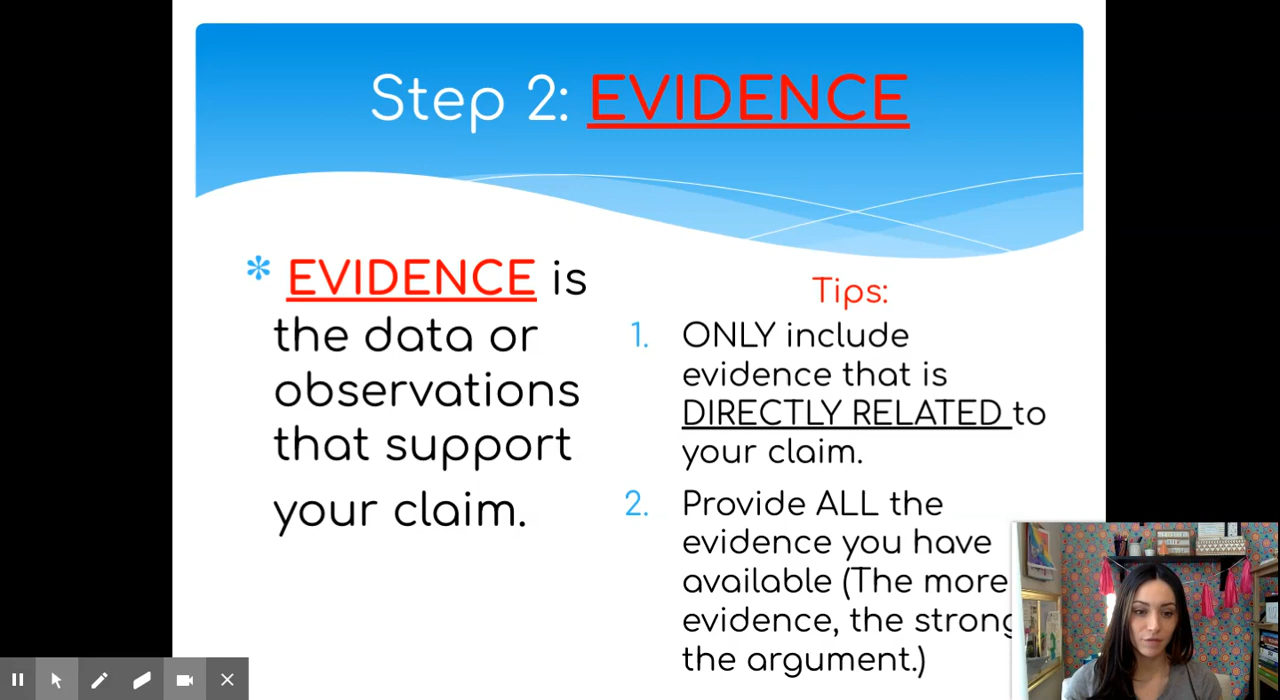 Step 2: EVIDENCE
* EVIDENCE is
the data or
observations
that support
your claim.
Tips:
1. ONLY include
evidence that is
DIRECTLY RELATED to
your claim.
2. Provide ALL the
evidence you have
available (The more
evidence, the
the argument.)